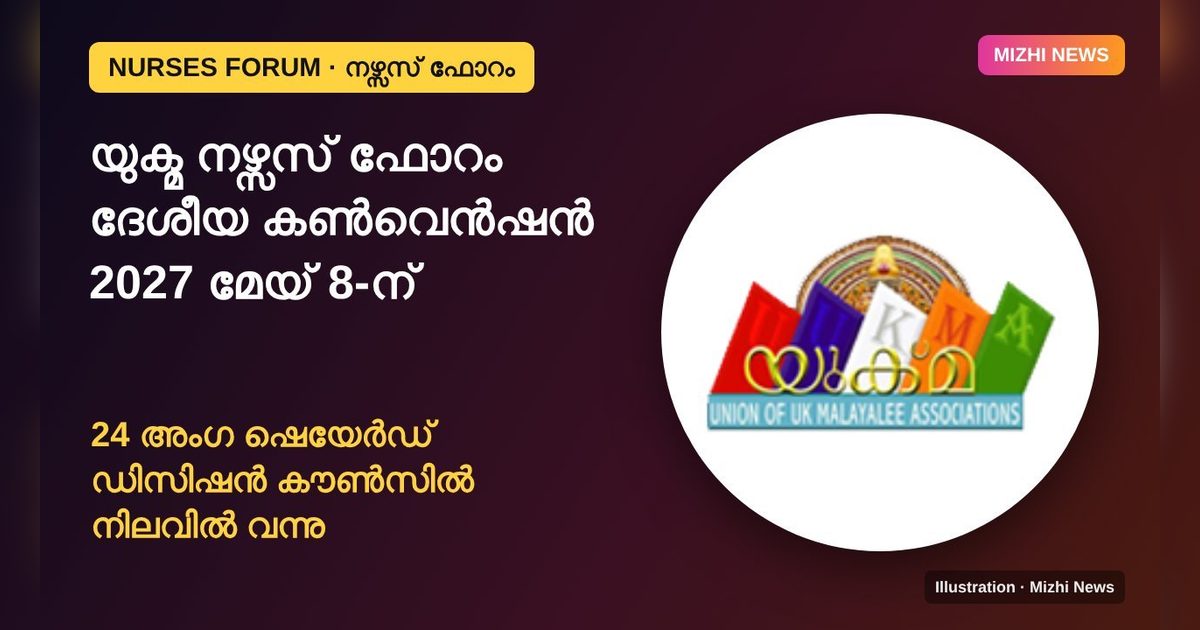 NURSES FORUM · നഴ്സസ് ഫോറം
MIZHI NEWS
യുക്മ നഴ്സസ് ഫോറം
ദേശീയ കൺവെൻഷൻ
2027 മേയ് 8-ന്
24 അംഗ ഷെയേർഡ്
ഡിസിഷൻ കൗൺസിൽ
നിലവിൽ വന്നു
U U K M A
യുക്മ
UNION OF UK MALAYALEE ASSOCIATIONS
Illustration · Mizhi News